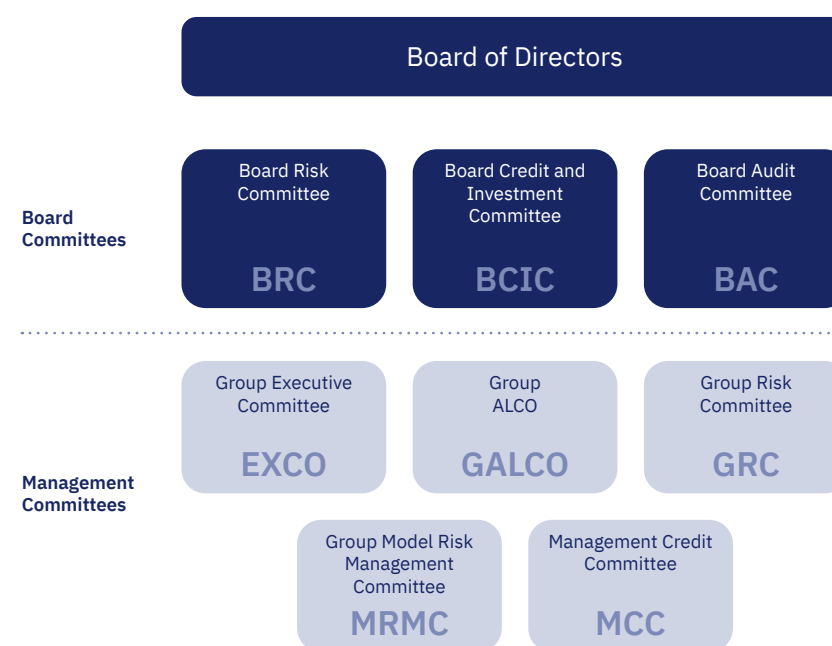 Board of Directors
Board
Committees
Board Risk
Committee
BRC
Board Credit and
Investment
Committee
BCIC
Board Audit
Committee
BAC
Management
Committees
Group Executive
Committee
EXCO
Group
ALCO
GALCO
Group Risk
Committee
GRC
Group Model Risk
Management
Committee
MRMC
Management Credit
Committee
MCC